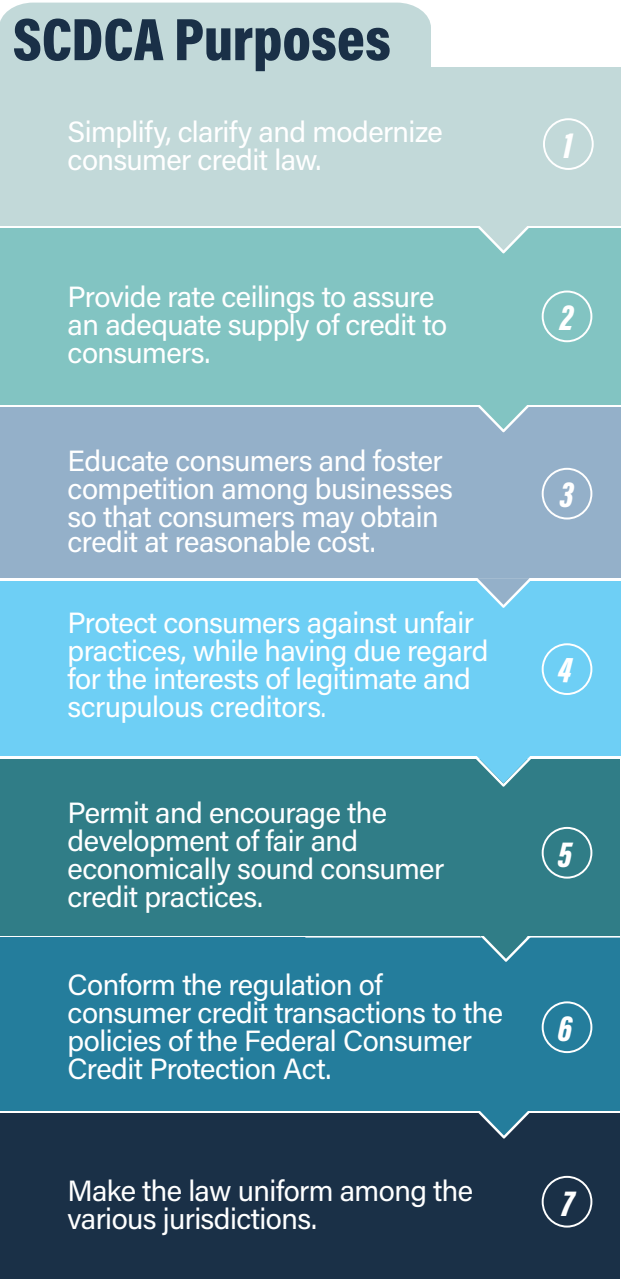 SCDCA Purposes
Simplify, clarify and modernize
consumer credit law.
1
Provide rate ceilings to assure
an adequate supply of credit to
consumers.
2
Educate consumers and foster
competition among businesses
so that consumers may obtain
credit at reasonable cost.
3
Protect consumers against unfair
practices, while having due regard
for the interests of legitimate and
scrupulous creditors.
4
Permit and encourage the
development of fair and
economically sound consumer
credit practices.
5
Conform the regulation of
consumer credit transactions to the
policies of the Federal Consumer
Credit Protection Act.
6
Make the law uniform among the
various jurisdictions.
7